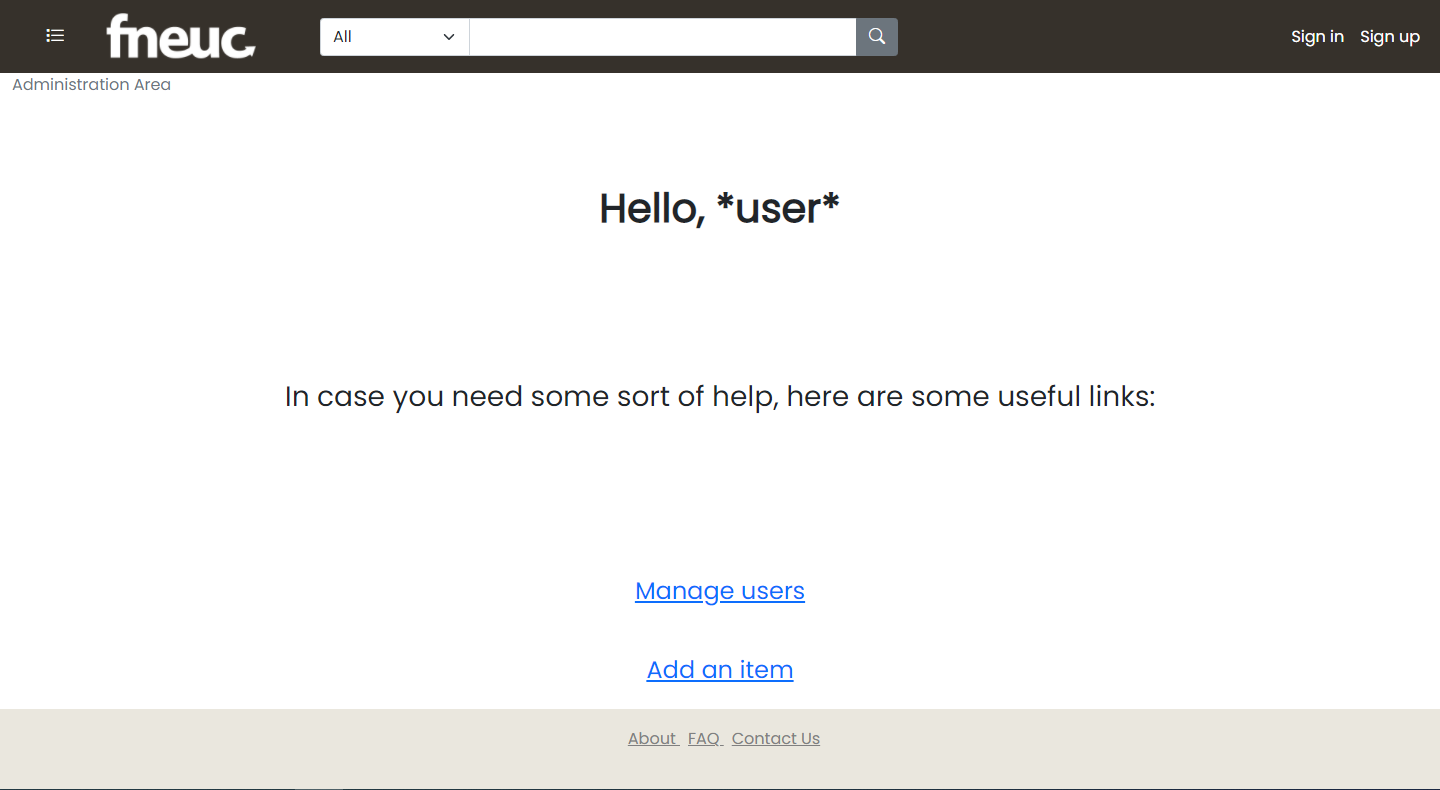 fneuc All Sign in Sign up
Administration Area
Hello, *user*
In case you need some sort of help, here are some useful links:
Manage users
Add an item
About FAQ Contact Us